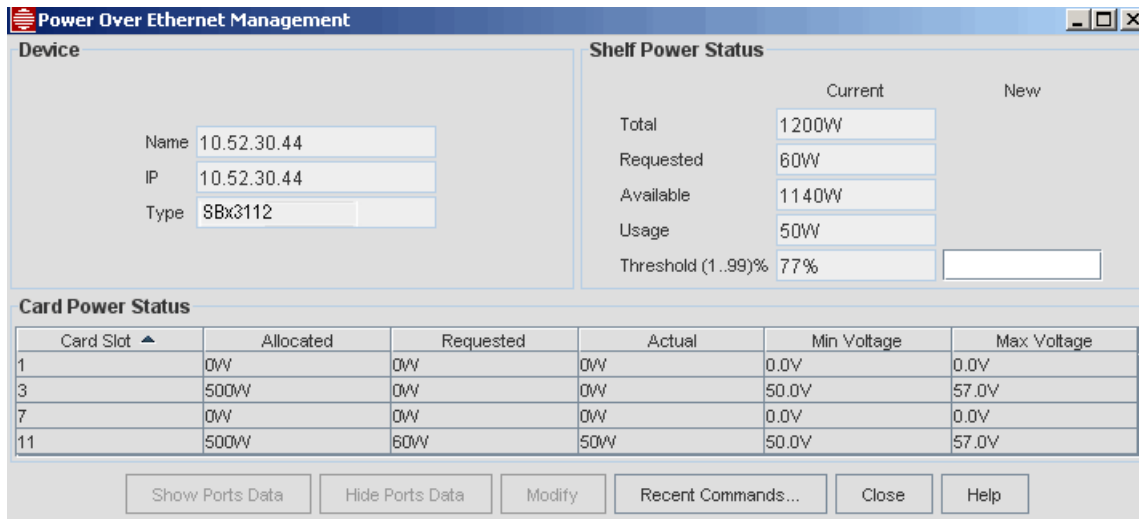 Power Over Ethernet Management
Device
Name 10.52.30.44
IP 10.52.30.44
Type SBx3112
Shelf Power Status
Current New
Total 1200W
Requested 60W
Available 1140W
Usage 50W
Threshold (1..99)% 77%
Card Power Status
Card Slot Allocated Requested Actual Min Voltage Max Voltage
1 0W 0W 0W 0.0V 0.0V
3 500W 0W 0W 50.0V 57.0V
7 0W 0W 0W 0.0V 0.0V
11 500W 60W 50W 50.0V 57.0V
Show Ports Data Hide Ports Data Modify Recent Commands... Close Help